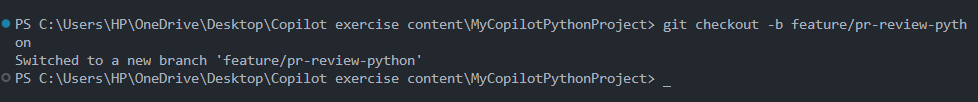 PS C:\Users\HP\OneDrive\Desktop\Copilot exercise content\MyCopilotPythonProject> git checkout -b feature/pr-review-pyth
on
Switched to a new branch 'feature/pr-review-python'
PS C:\Users\HP\OneDrive\Desktop\Copilot exercise content\MyCopilotPythonProject> _